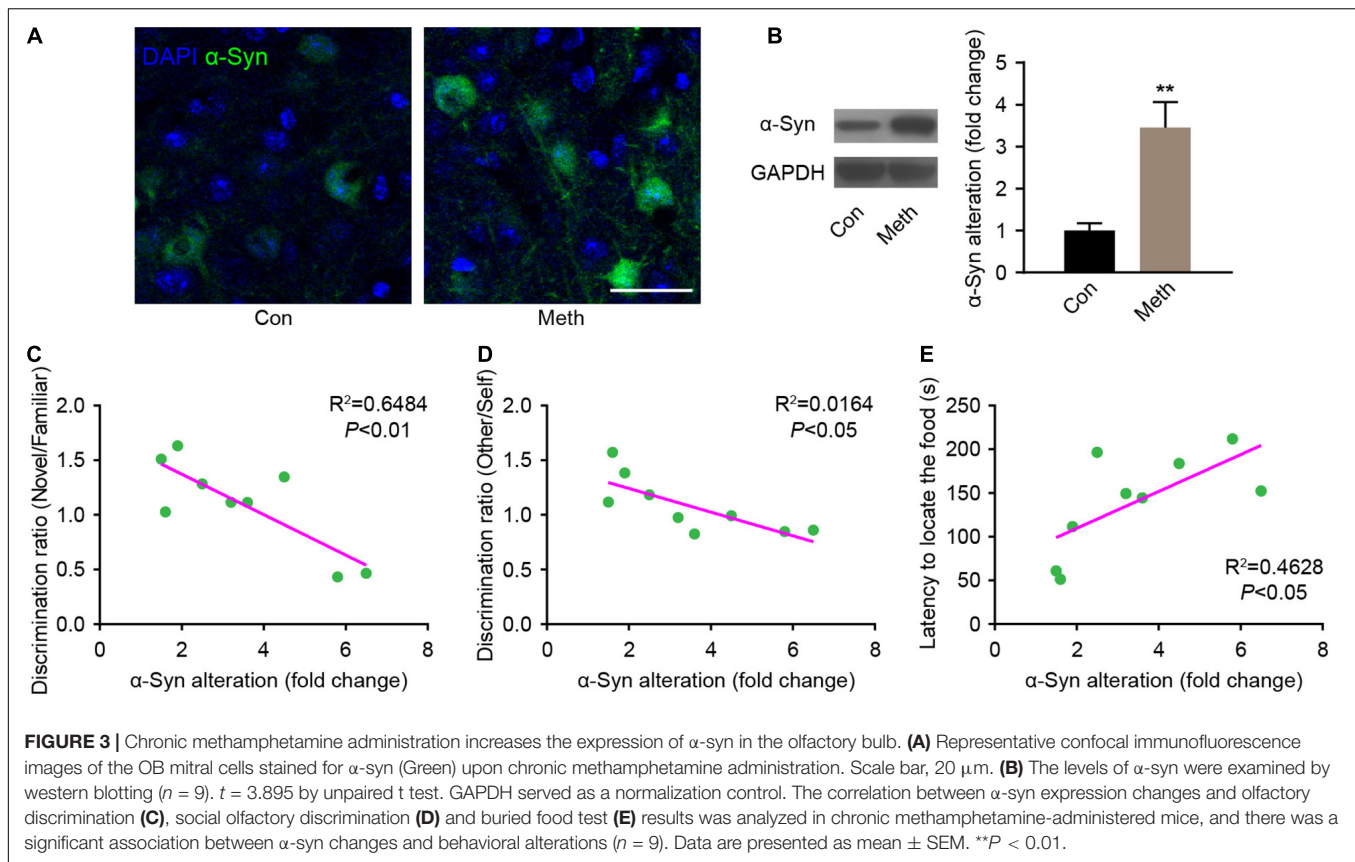 A
DAPI α-Syn
Con
Meth
B
α-Syn
GAPDH
Con
Meth
α-Syn alteration (fold change)
5
4
3
2
1
0
**
Con
Meth
C
Discrimination ratio (Novel/Familiar)
2.0
1.5
1.0
0.5
0.0
R²=0.6484
P<0.01
0 2 4 6 8
α-Syn alteration (fold change)
D
Discrimination ratio (Other/Self)
2.0
1.5
1.0
0.5
0.0
R²=0.0164
P<0.05
0 2 4 6 8
α-Syn alteration (fold change)
E
Latency to locate the food (s)
250
200
150
100
50
0
R²=0.4628
P<0.05
0 2 4 6 8
α-Syn alteration (fold change)
FIGURE 3 | Chronic methamphetamine administration increases the expression of α-syn in the olfactory bulb. (A) Representative confocal immunofluorescence
images of the OB mitral cells stained for α-syn (Green) upon chronic methamphetamine administration. Scale bar, 20 μm. (B) The levels of α-syn were examined by
western blotting (n = 9). t = 3.895 by unpaired t test. GAPDH served as a normalization control. The correlation between α-syn expression changes and olfactory
discrimination (C), social olfactory discrimination (D) and buried food test (E) results was analyzed in chronic methamphetamine-administered mice, and there was a
significant association between α-syn changes and behavioral alterations (n = 9). Data are presented as mean ± SEM. **P < 0.01.